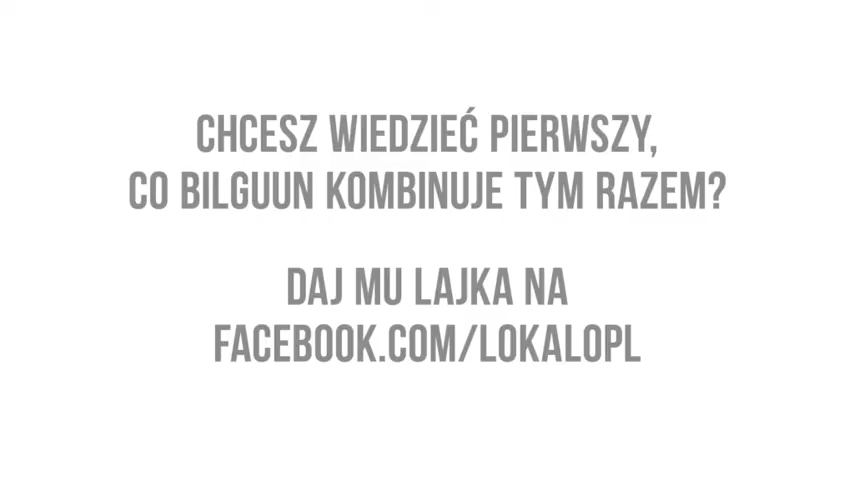 CHCESZ WIEDZIEĆ PIERWSZY,
CO BILGUUN KOMBINUJE TYM RAZEM?
DAJ MU LAJKA NA
FACEBOOK.COM/LOKALOPL